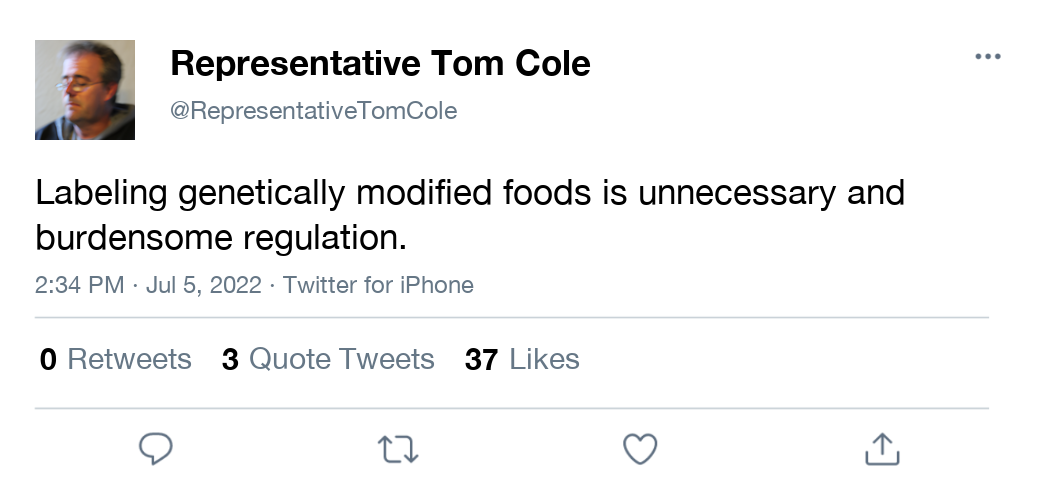 Representative Tom Cole
@RepresentativeTomCole
Labeling genetically modified foods is unnecessary and
burdensome regulation.
2:34 PM · Jul 5, 2022 · Twitter for iPhone
0 Retweets 3 Quote Tweets 37 Likes